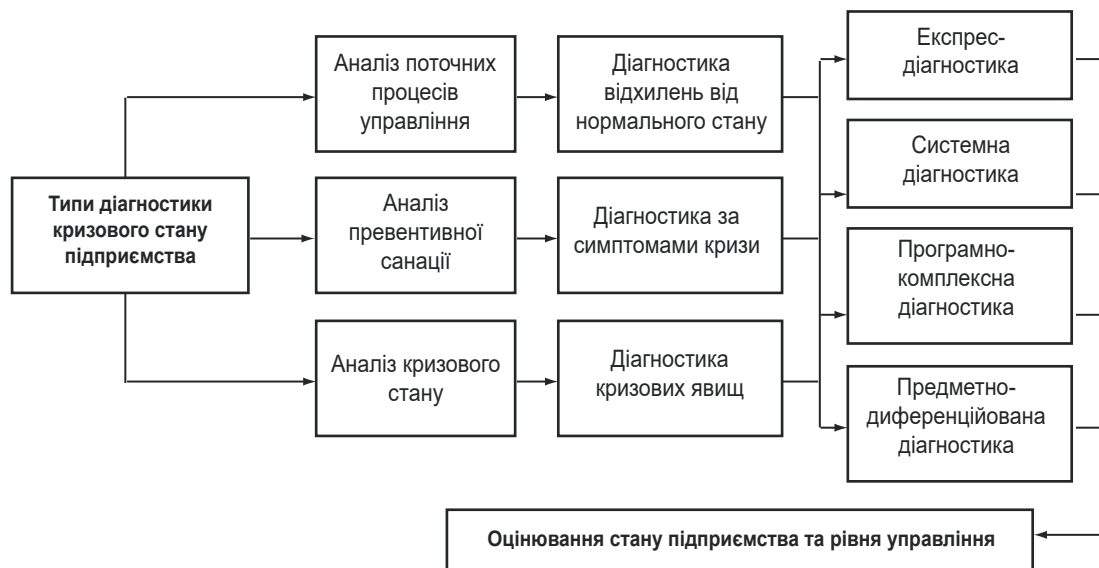 Типи діагностики
кризового стану
підприємства
Аналіз поточних
процесів
управління
Аналіз
превентивної
санації
Аналіз кризового
стану
Діагностика
відхилень від
нормального стану
Діагностика за
симптомами кризи
Діагностика
кризових явищ
Експрес-
діагностика
Системна
діагностика
Програмно-
комплексна
діагностика
Предметно-
диференційована
діагностика
Оцінювання стану підприємства та рівня управління